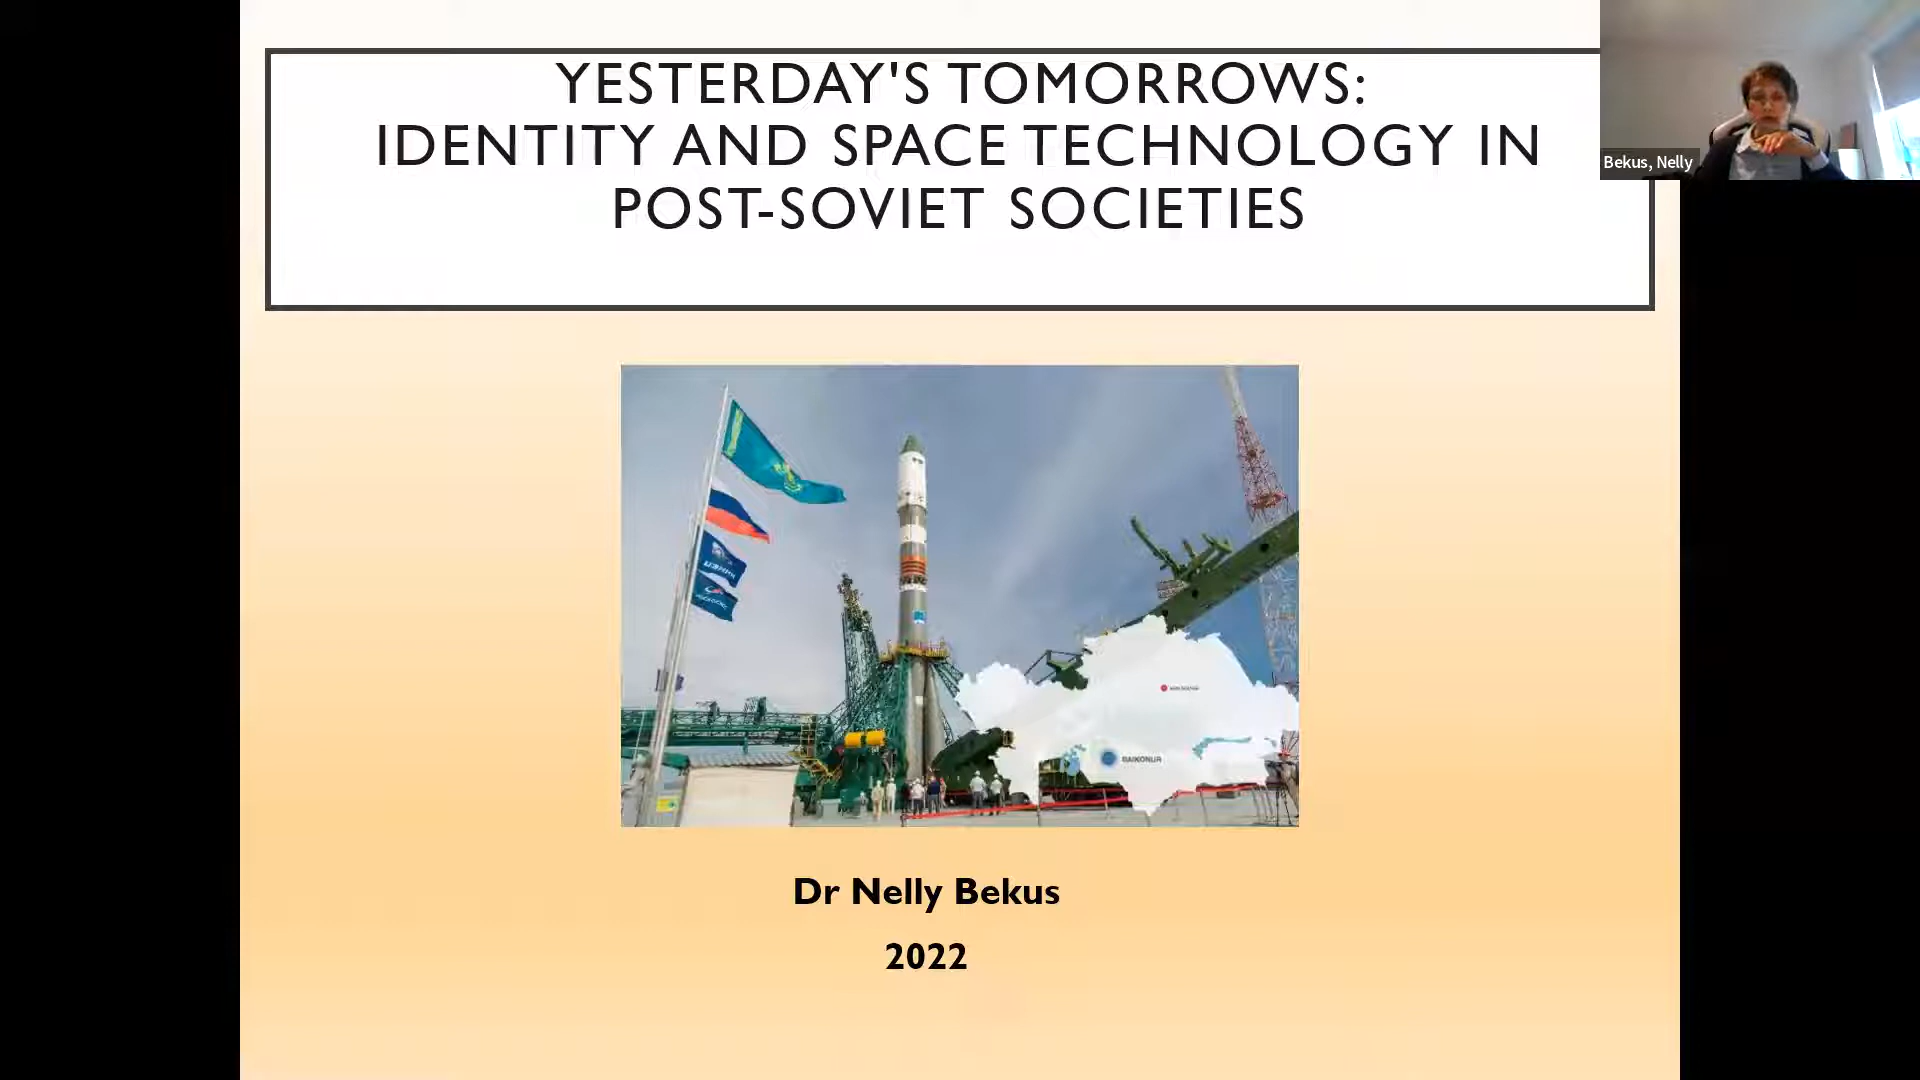 YESTERDAY'S TOMORROWS:
IDENTITY AND SPACE TECHNOLOGY IN
POST-SOVIET SOCIETIES
Bekus, Nelly
BAIKONUR
Dr Nelly Bekus
2022